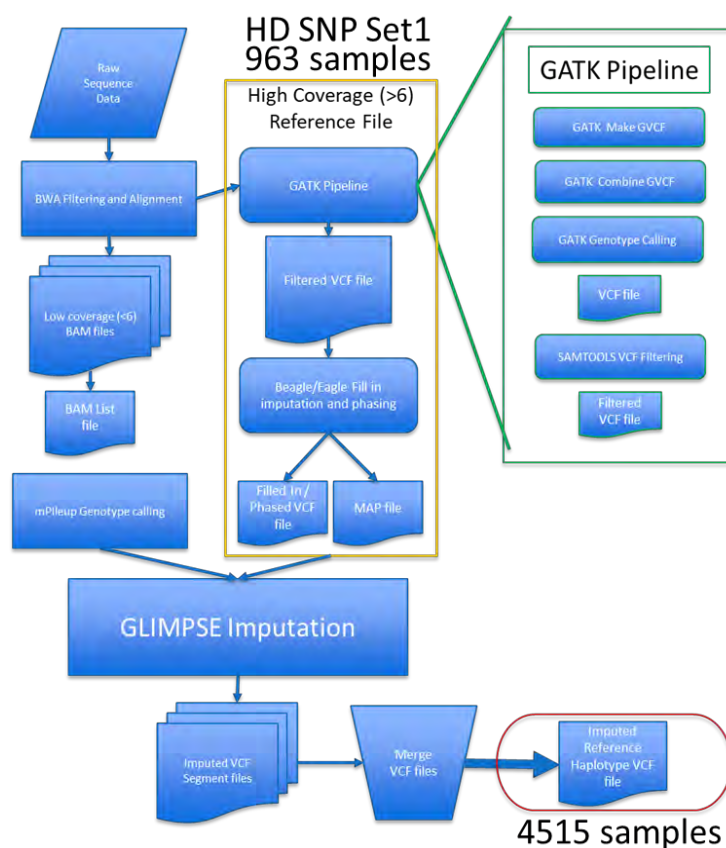 HD SNP Set1
963 samples
High Coverage (>6)
Reference File
Raw
Sequence
Data
BWA Filtering and Alignment
Low coverage (<6)
BAM files
BAM List
file
mPileup Genotype calling
GATK Pipeline
Filtered VCF file
Beagle/Eagle Fill in
imputation and phasing
Filled In /
Phased VCF
file
MAP file
GATK Pipeline
GATK Make GVCF
GATK Combine GVCF
GATK Genotype Calling
VCF file
SAMTOOLS VCF Filtering
Filtered
VCF file
GLIMPSE Imputation
Imputed VCF
Segment files
Merge
VCF files
Imputed
Reference
Haplotype VCF
file
4515 samples